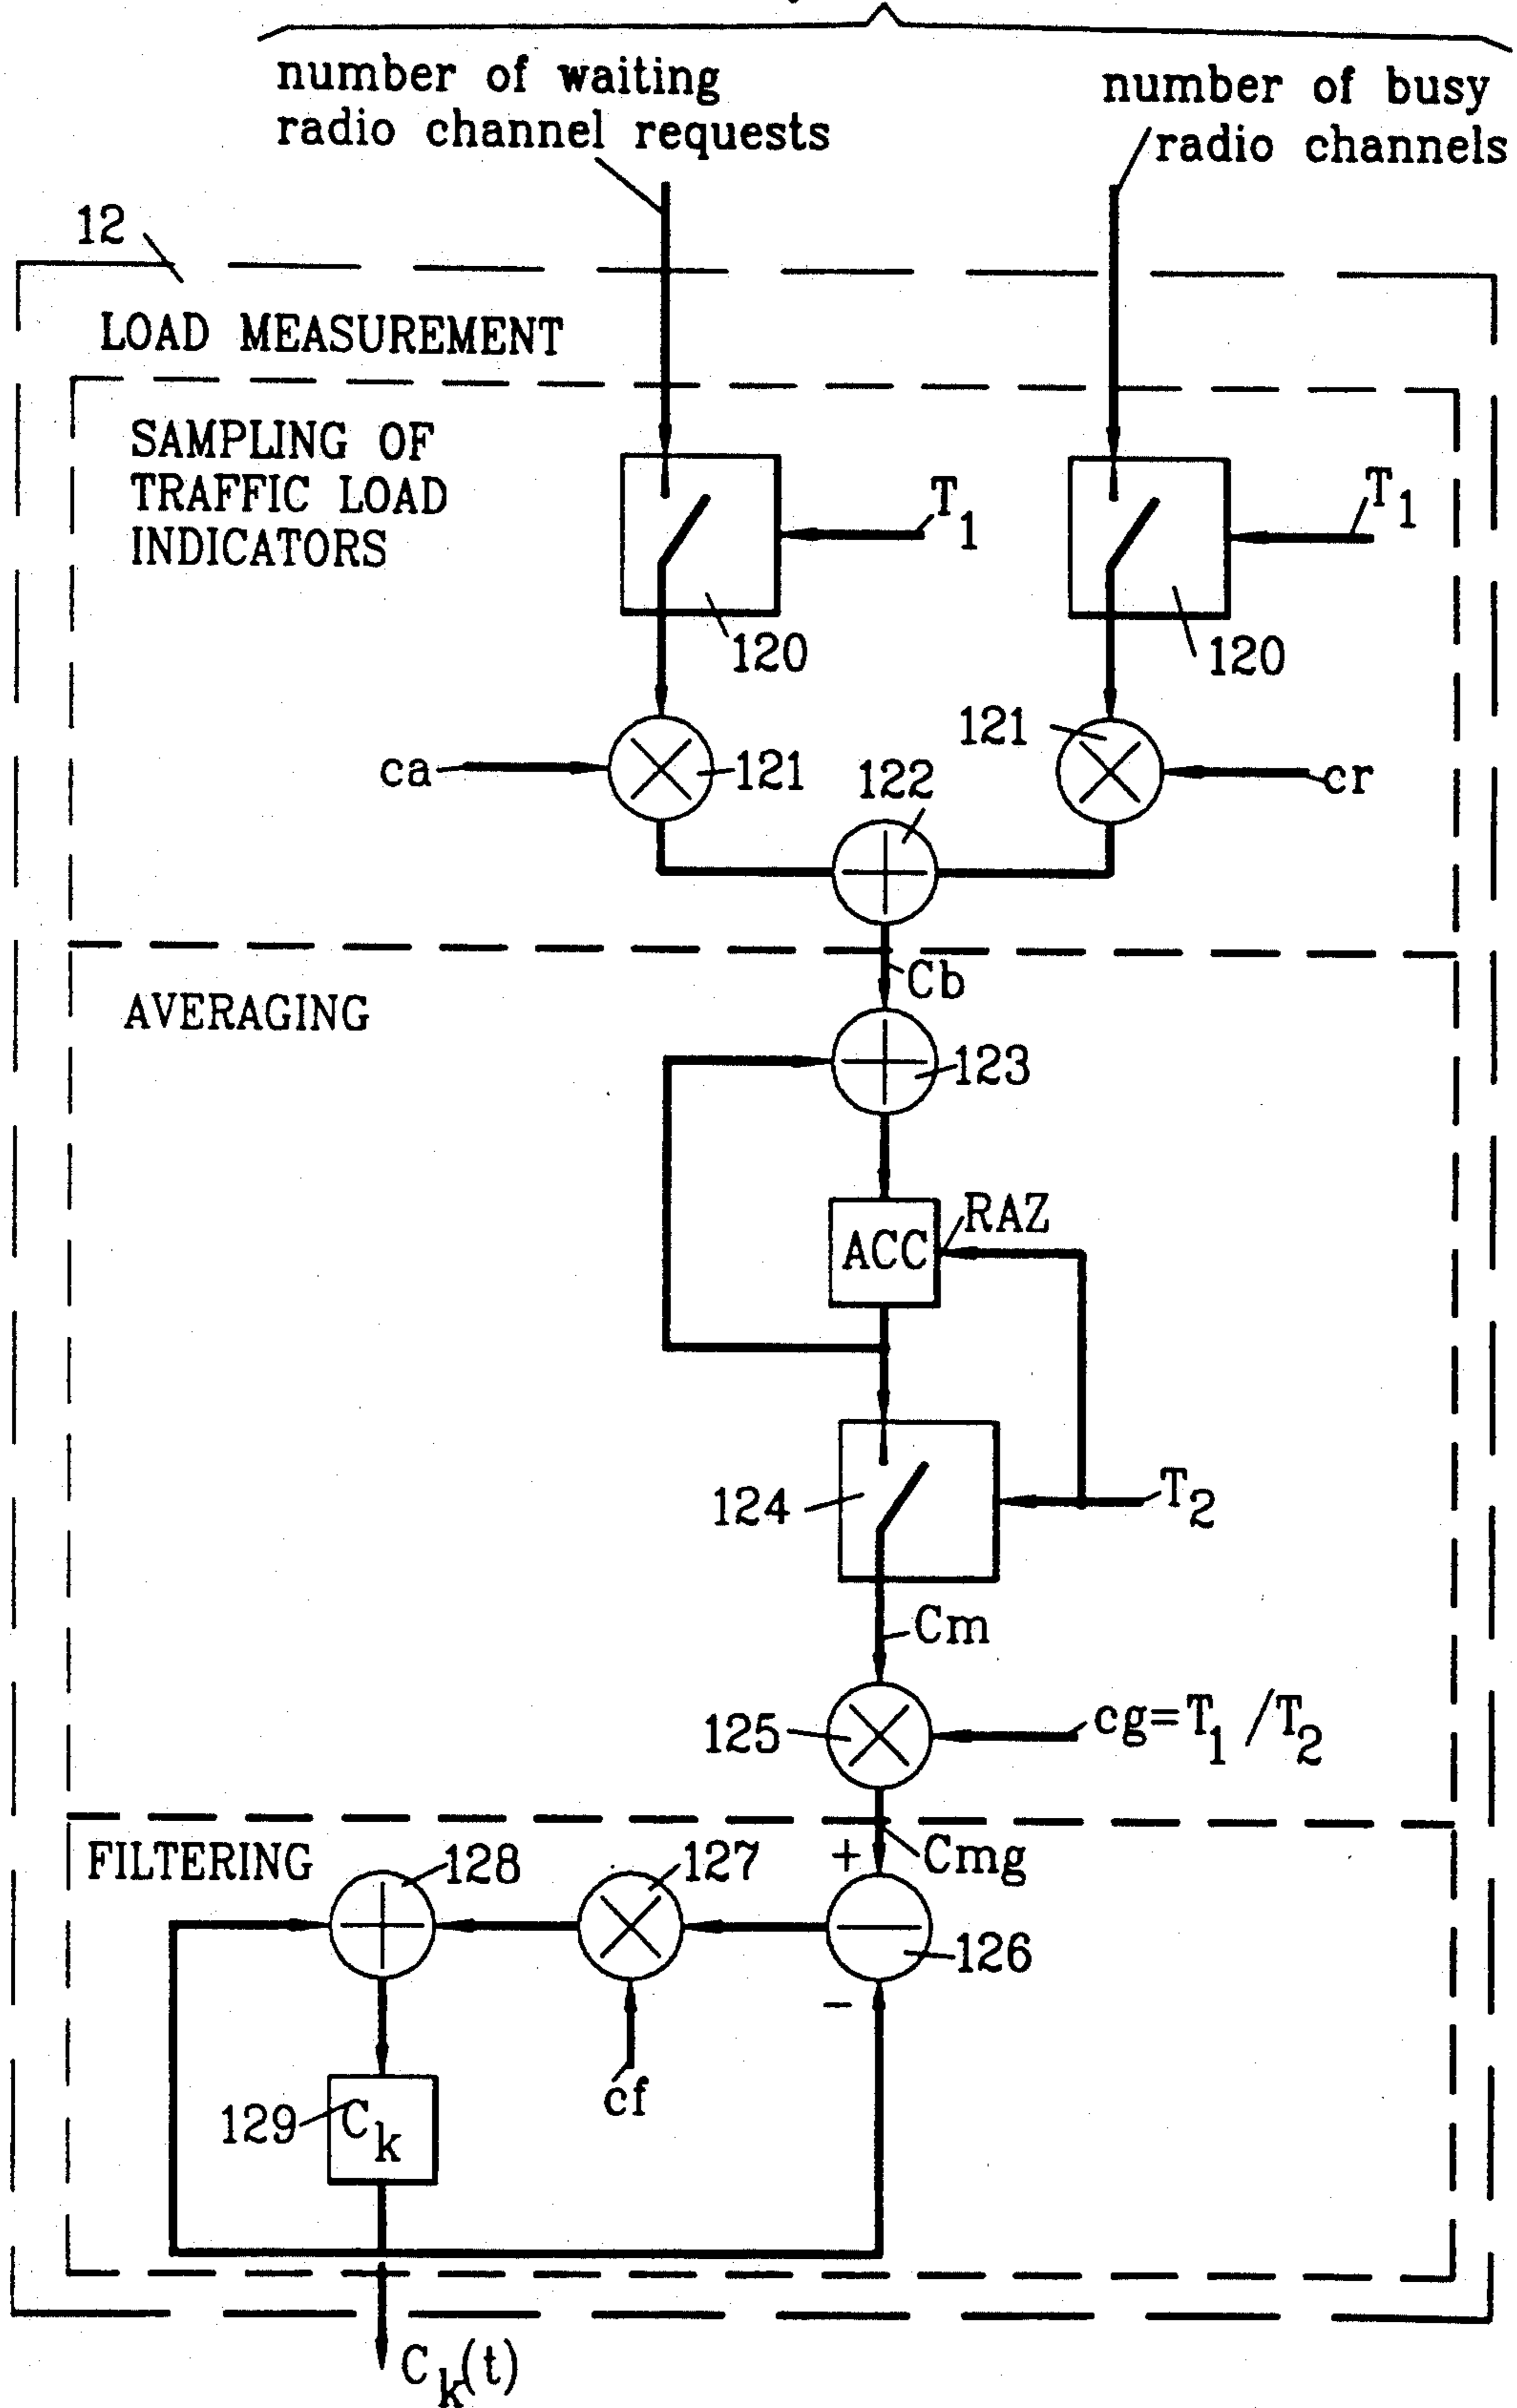 number of waiting
radio channel requests
number of busy
radio channels
12
LOAD MEASUREMENT
SAMPLING OF
TRAFFIC LOAD
INDICATORS
T1
T1
120
120
ca
121
121
cr
122
Cb
AVERAGING
+
123
ACC
RAZ
124
T2
Cm
125
cg=T1/T2
FILTERING
128
127
+
Cmg
126
-
cf
129
Ck
Ck(t)